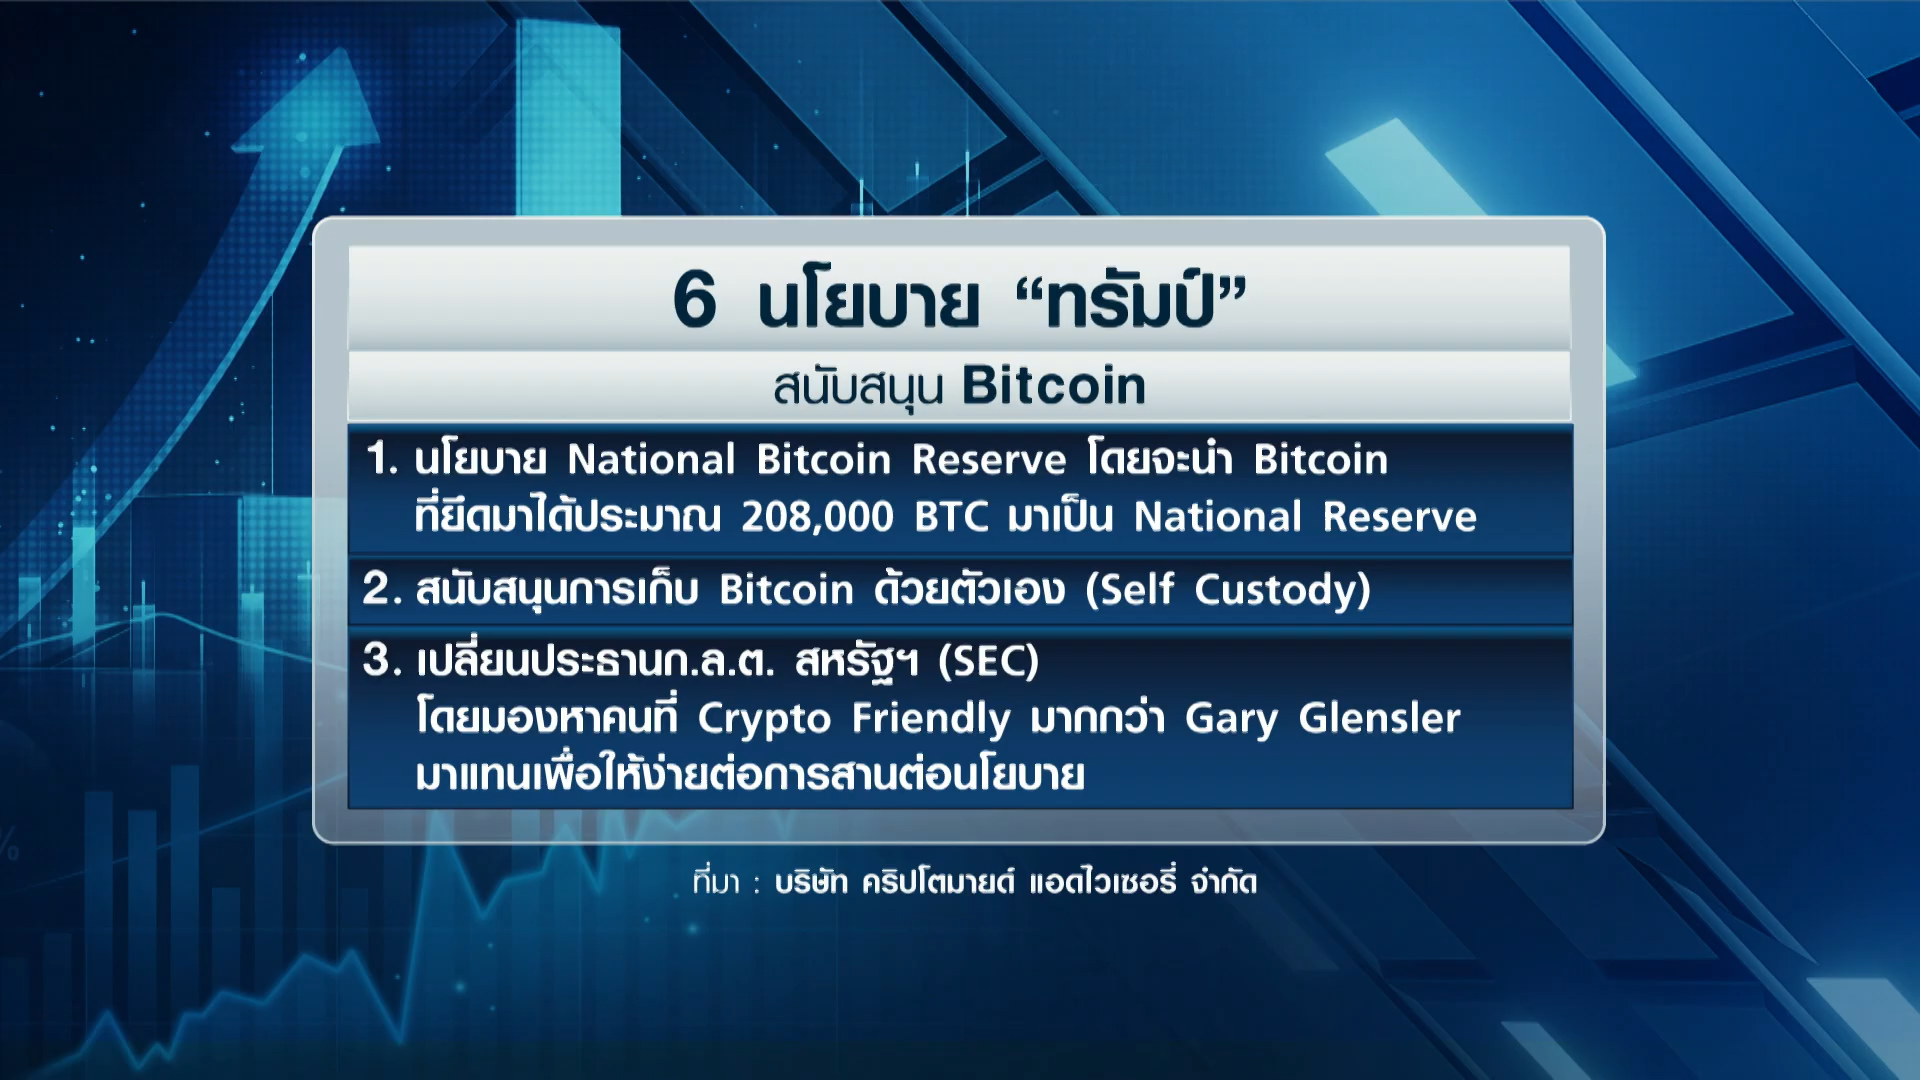 6 นโยบาย “ทรัมป์”
สนับสนุน Bitcoin
1. นโยบาย National Bitcoin Reserve โดยจะนำ Bitcoin
ที่ยึดมาได้ประมาณ 208,000 BTC มาเป็น National Reserve
2. สนับสนุนการเก็บ Bitcoin ด้วยตัวเอง (Self Custody)
3. เปลี่ยนประธานก.ล.ต. สหรัฐฯ (SEC)
โดยมองหาคนที่ Crypto Friendly มากกว่า Gary Glensler
มาแทนเพื่อให้ง่ายต่อการสานต่อนโยบาย
ที่มา : บริษัท คริปโตมายด์ แอดไวเซอรี่ จำกัด
%